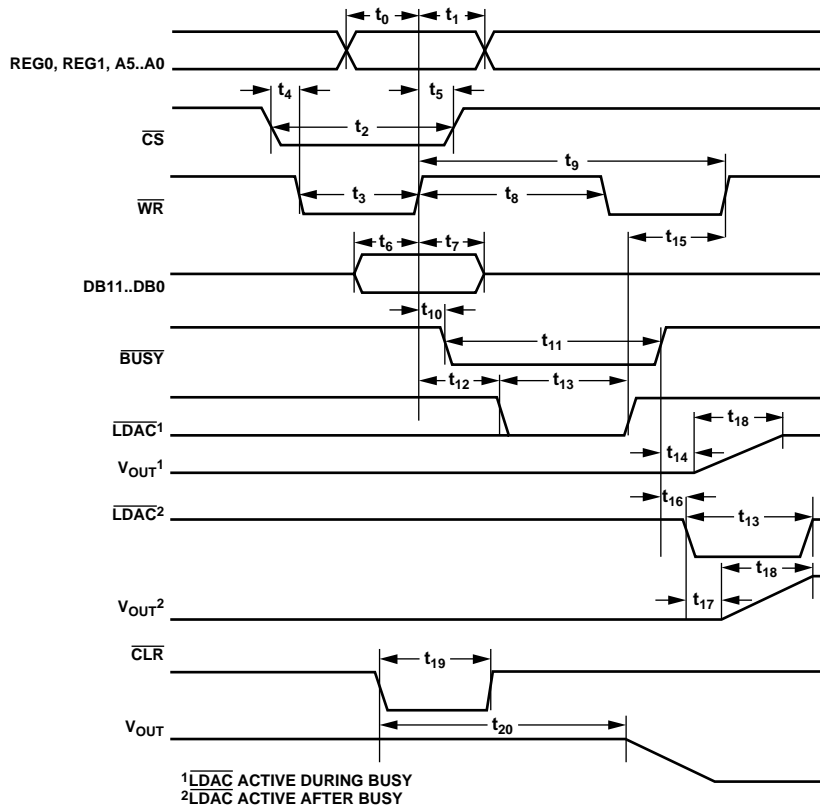 t0 t1
REG0, REG1, A5..A0
t4 t5
t2
CS
t9
WR
t3 t8
t15
t6 t7
DB11..DB0
t10
t11
BUSY
t12 t13
t18
LDAC1
t14
VOUT1
t16
LDAC2
t13
t18
t17
VOUT2
CLR
t19
t20
VOUT
1LDAC ACTIVE DURING BUSY
2LDAC ACTIVE AFTER BUSY